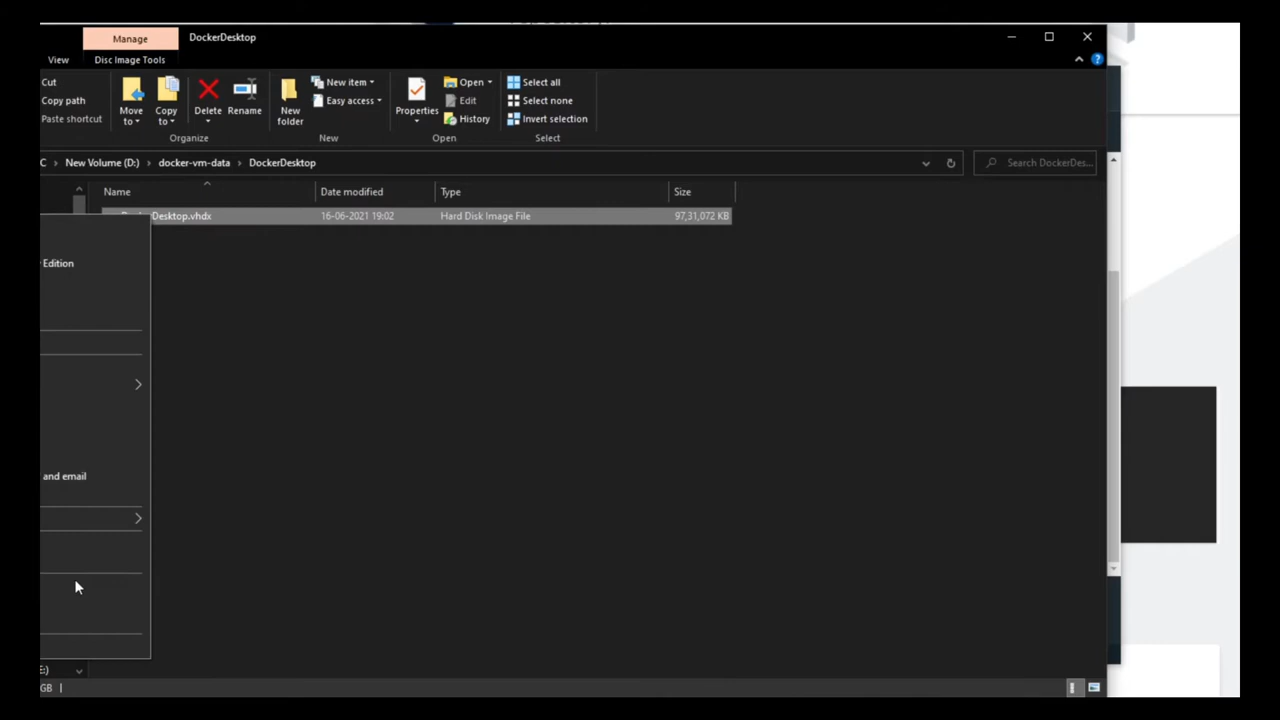 Manage
DockerDesktop
View
Disc Image Tools
Cut
Copy path
Paste shortcut
Move to
Copy to
Delete
Rename
New folder
New item
Easy access
Properties
Open
Edit
History
Select all
Select none
Invert selection
Organize
New
Open
Select
C > New Volume (D:) > docker-vm-data > DockerDesktop
Search DockerDes...
Name
Date modified
Type
Size
Desktop.vhdx
16-06-2021 19:02
Hard Disk Image File
97,31,072 KB
Edition
and email
E:)
GB